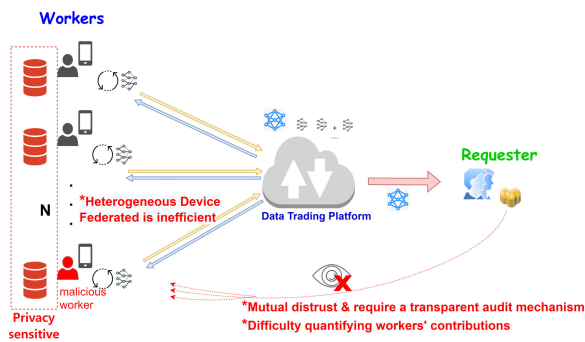 Workers
+
....
Requester
*Heterogeneous Device
Federated is inefficient
N
Data Trading Platform
malicious
worker
Privacy
sensitive
*Mutual distrust & require a transparent audit mechanism
*Difficulty quantifying workers' contributions